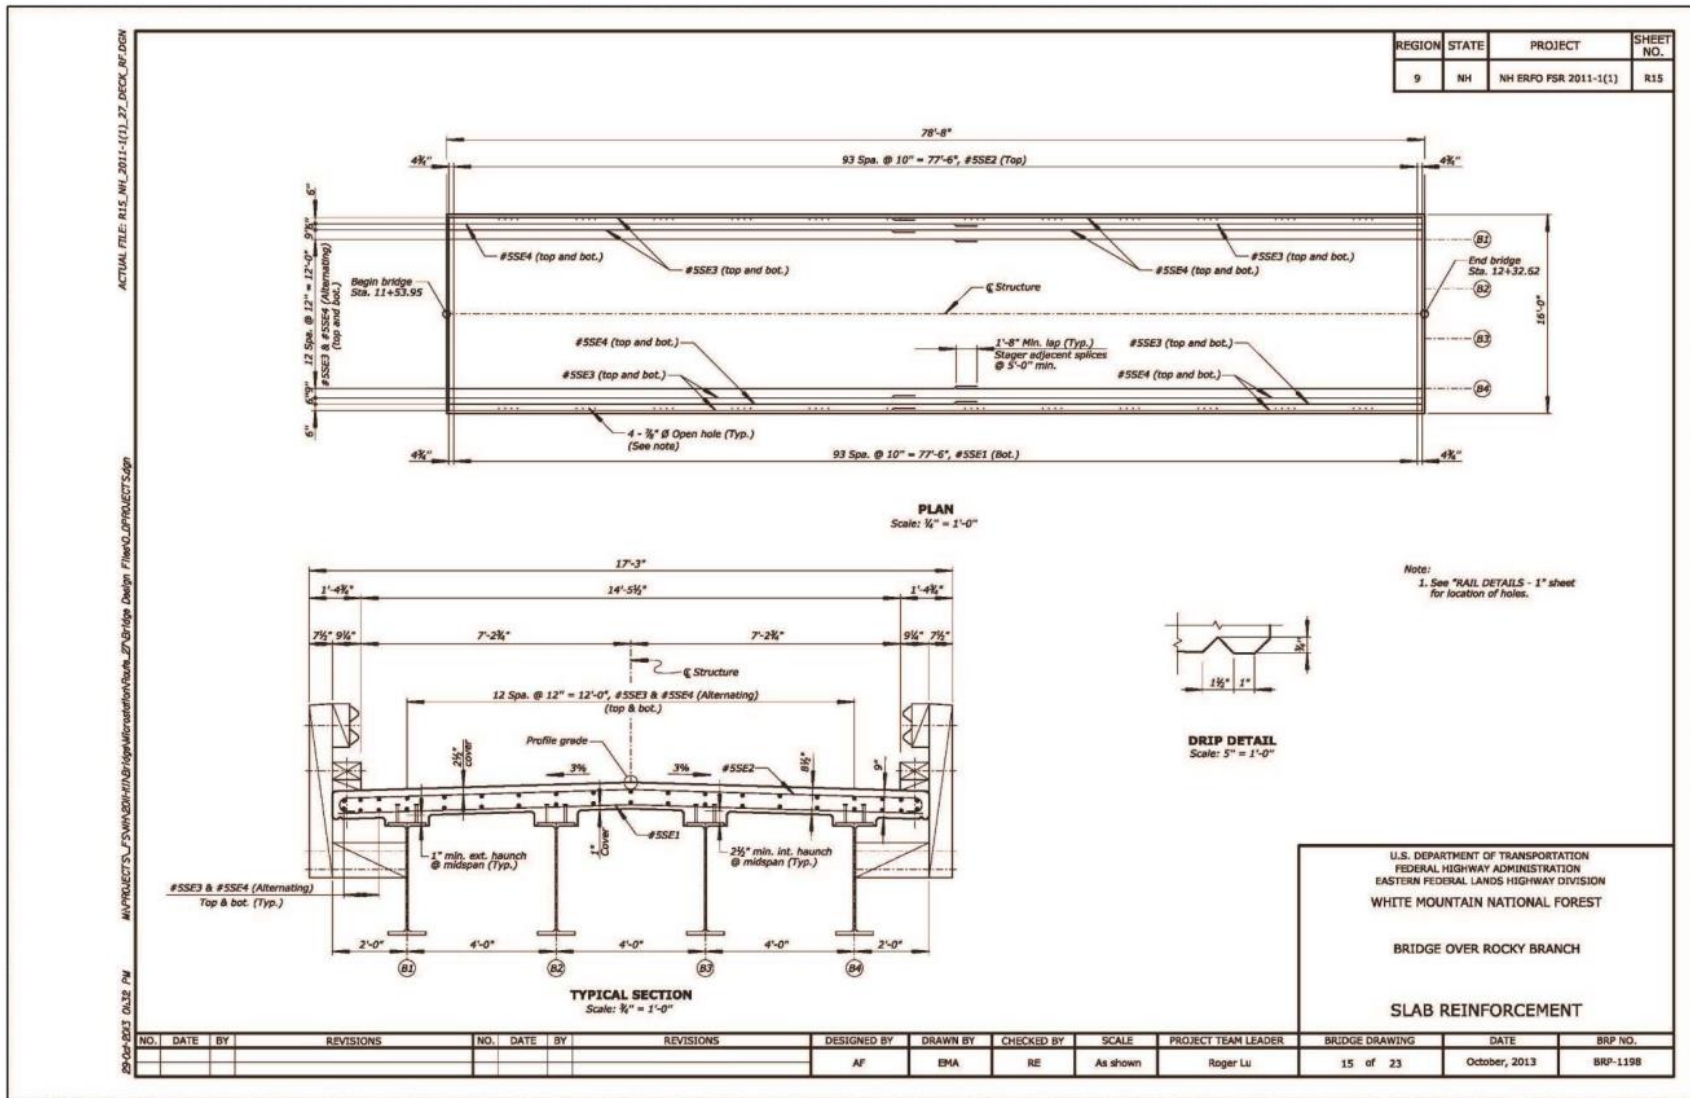 REGION STATE PROJECT SHEET NO.
9 NH NH ERFO FSR 2011-1(1) R15
ACTUAL FILE: R15_NH_2011-1(1)_27_DECK_RF.DGN
29-Oct-2013 01:32 PM
78'-8"
4¾" 93 Spa. @ 10" = 77'-6", #5SE2 (Top) 4¾"
6"
9" 6"
12 Spa. @ 12" = 12'-0"
#5SE3 & #5SE4 (Alternating)
(top and bot.)
6" 9"
6"
#5SE4 (top and bot.)
#5SE3 (top and bot.)
#5SE4 (top and bot.)
#5SE3 (top and bot.)
B1
Begin bridge
Sta. 11+53.95
End bridge
Sta. 12+32.62
B2
Structure
16'-0"
#5SE4 (top and bot.)
1'-8" Min. lap (Typ.)
Stager adjacent splices
@ 5'-0" min.
#5SE3 (top and bot.)
B3
#5SE3 (top and bot.)
#5SE4 (top and bot.)
B4
4 - ⅞" Ø Open hole (Typ.)
(See note)
4¾" 93 Spa. @ 10" = 77'-6", #5SE1 (Bot.) 4¾"
PLAN
Scale: ¾" = 1'-0"
17'-3"
1'-4¾" 14'-5½" 1'-4¾"
7½" 9¼" 7'-2¾" 7'-2¾" 9¼" 7½"
Structure
12 Spa. @ 12" = 12'-0", #5SE3 & #5SE4 (Alternating)
(top & bot.)
Profile grade
2½"
cover
3% 3%
#5SE2
8½"
9"
#5SE1
1" min. ext. haunch
@ midspan (Typ.)
1"
Cover
2½" min. int. haunch
@ midspan (Typ.)
#5SE3 & #5SE4 (Alternating)
Top & bot. (Typ.)
2'-0" 4'-0" 4'-0" 4'-0" 2'-0"
B1 B2 B3 B4
TYPICAL SECTION
Scale: ¾" = 1'-0"
Note:
1. See "RAIL DETAILS - 1" sheet
for location of holes.
¾"
1½" 1"
DRIP DETAIL
Scale: 5" = 1'-0"
U.S. DEPARTMENT OF TRANSPORTATION
FEDERAL HIGHWAY ADMINISTRATION
EASTERN FEDERAL LANDS HIGHWAY DIVISION
WHITE MOUNTAIN NATIONAL FOREST
BRIDGE OVER ROCKY BRANCH
SLAB REINFORCEMENT
NO. DATE BY REVISIONS NO. DATE BY REVISIONS DESIGNED BY DRAWN BY CHECKED BY SCALE PROJECT TEAM LEADER BRIDGE DRAWING DATE BRP NO.
AF EMA RE As shown Roger Lu 15 of 23 October, 2013 BRP-1198